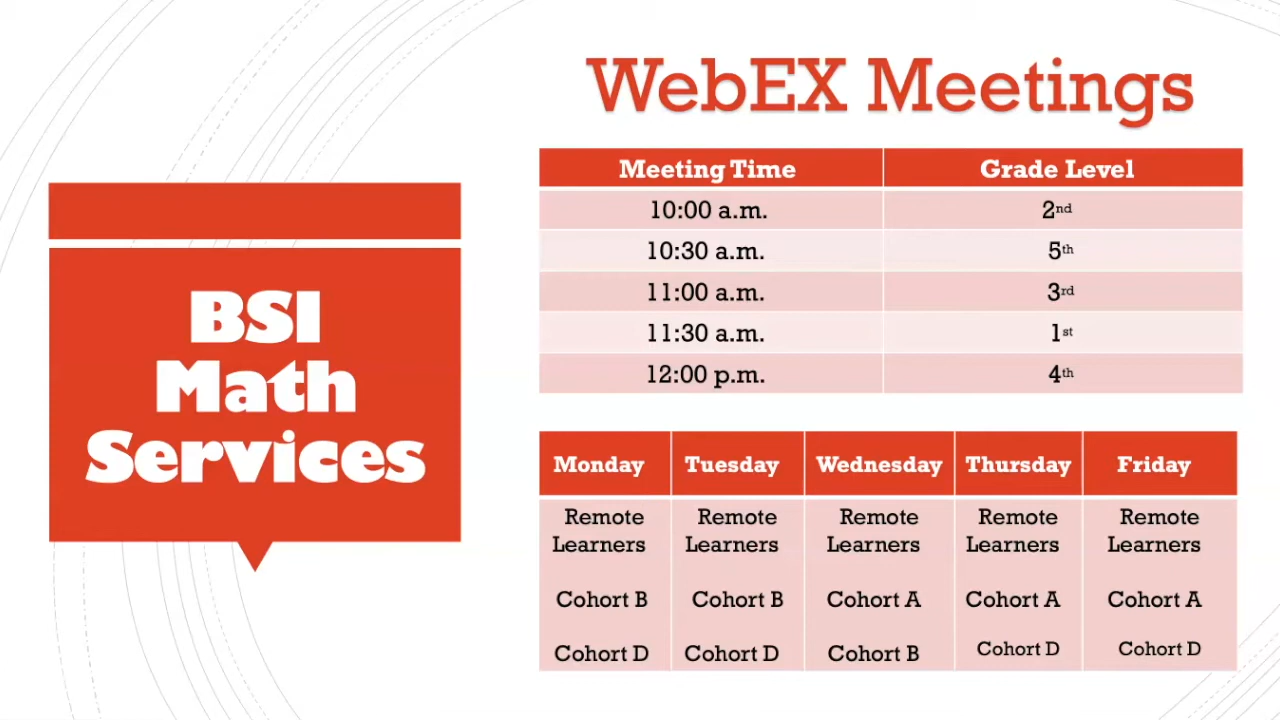 WebEX Meetings
BSI
Math
Services
Meeting Time Grade Level
10:00 a.m. 2nd
10:30 a.m. 5th
11:00 a.m. 3rd
11:30 a.m. 1st
12:00 p.m. 4th
Monday Tuesday Wednesday Thursday Friday
Remote Remote Remote Remote Remote
Learners Learners Learners Learners Learners
Cohort B Cohort B Cohort A Cohort A Cohort A
Cohort D Cohort D Cohort B Cohort D Cohort D